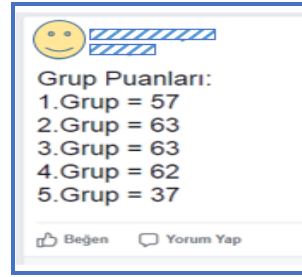 Grup Puanları:
1.Grup = 57
2.Grup = 63
3.Grup = 63
4.Grup = 62
5.Grup = 37
Beğen Yorum Yap